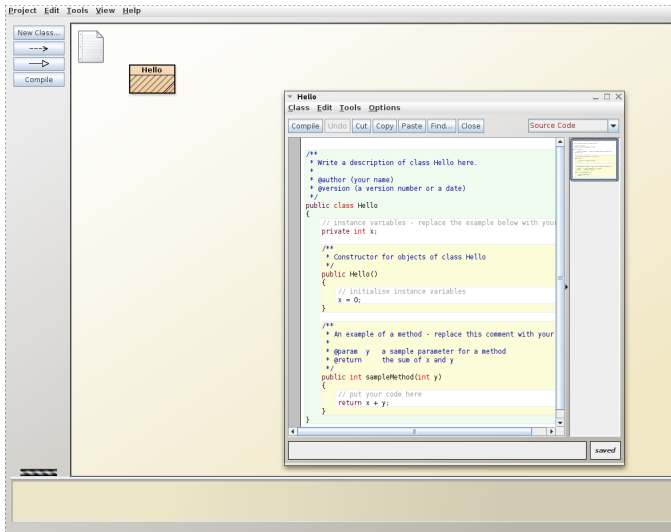 Project Edit Tools View Help
New Class...
Compile
Hello
Hello
Class Edit Tools Options
Compile Undo Cut Copy Paste Find... Close Source Code
/**
 * Write a description of class Hello here.
 *
 * @author (your name)
 * @version (a version number or a date)
 */
public class Hello
{
// instance variables - replace the example below with your
private int x;
/**
 * Constructor for objects of class Hello
 */
public Hello()
{
// initialise instance variables
x = 0;
}
/**
 * An example of a method - replace this comment with your
 *
 * @param y a sample parameter for a method
 * @return the sum of x and y
 */
public int sampleMethod(int y)
{
// put your code here
return x + y;
}
}
saved